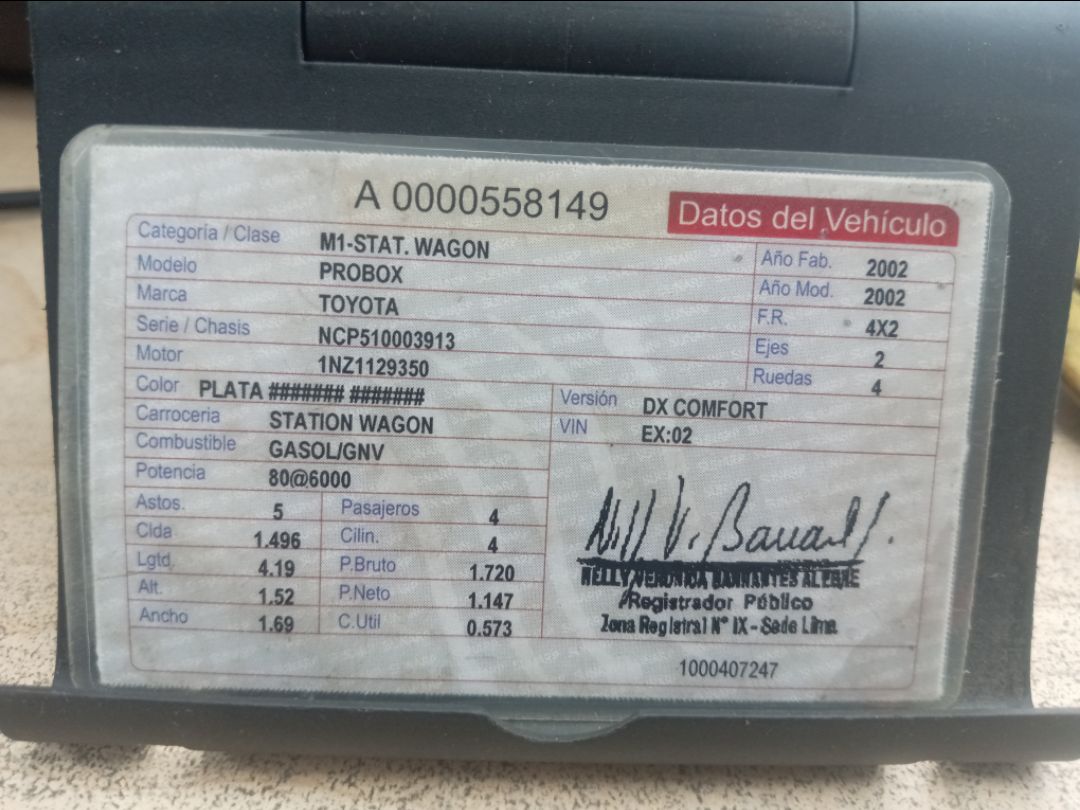 A 0000558149
Datos del Vehículo
Categoría / Clase M1-STAT. WAGON
Modelo PROBOX
Marca TOYOTA
Serie / Chasis NCP510003913
Motor 1NZ1129350
Año Fab. 2002
Año Mod. 2002
F.R. 4X2
Ejes 2
Ruedas 4
Color PLATA ####### #######
Carroceria STATION WAGON
Combustible GASOL/GNV
Potencia 80@6000
Versión DX COMFORT
VIN EX:02
Astos. 5 Pasajeros 4
Clda 1.496 Cilin. 4
Lgtd. 4.19 P.Bruto 1.720
Alt. 1.52 P.Neto 1.147
Ancho 1.69 C.Util 0.573
NELLY VERONICA
Registrador Público
Zona Registral N° IX - Sede Lima
1000407247